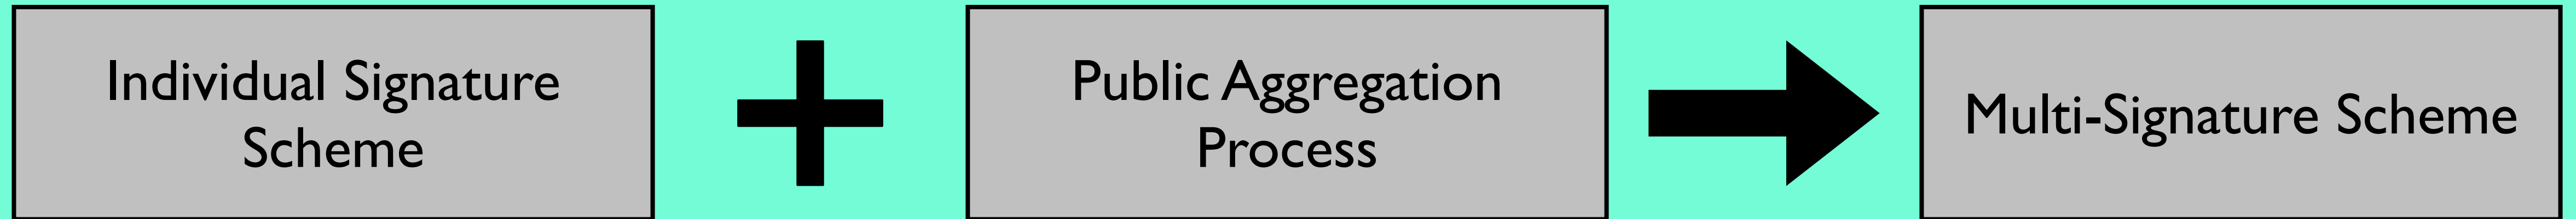 Individual Signature
Scheme
Public Aggregation
Process
Multi-Signature Scheme